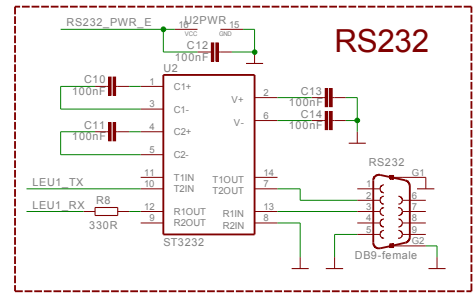 RS232_PWR_E
16 U2PWR 15
VCC GND
RS232
C12
100nF
U2
C10
100nF
1 C1+
3 C1-
C11
100nF
4 C2+
5 C2-
V+ 2
V- 6
C13
100nF
C14
100nF
11 T1IN
LEU1_TX 10 T2IN
T1OUT 14
T2OUT 7
LEU1_RX R8 12 R1OUT
330R 9 R2OUT
R1IN 13
R2IN 8
ST3232
RS232
G1
1
2 6
3 7
4 8
5 9
G2
DB9-female